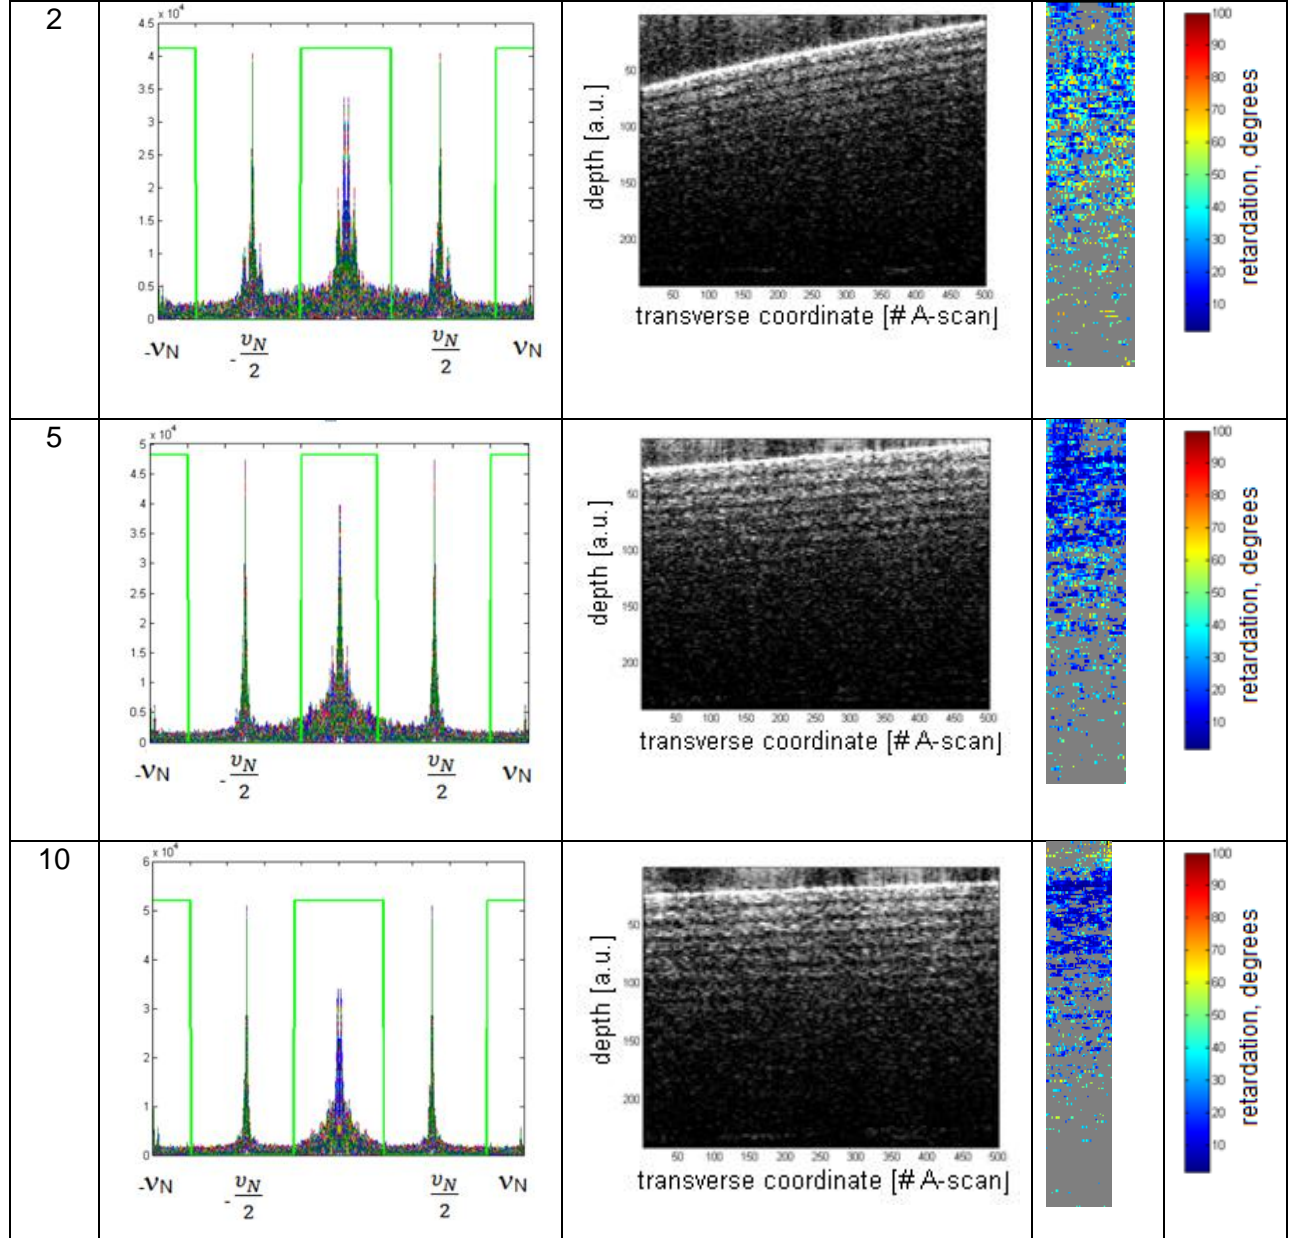 2
x 10^4
4.5
4
3.5
3
2.5
2
1.5
1
0.5
0
-νN
-υN/2
υN/2
νN
depth [a.u.]
50
100
150
200
50 100 150 200 250 300 350 400 450 500
transverse coordinate [# A-scan]
100
90
80
70
60
50
40
30
20
10
retardation, degrees
5
x 10^4
5
4.5
4
3.5
3
2.5
2
1.5
1
0.5
0
-νN
-υN/2
υN/2
νN
depth [a.u.]
50
100
150
200
50 100 150 200 250 300 350 400 450 500
transverse coordinate [# A-scan]
100
90
80
70
60
50
40
30
20
10
retardation, degrees
10
x 10^4
6
5
4
3
2
1
0
-νN
-υN/2
υN/2
νN
depth [a.u.]
50
100
150
200
50 100 150 200 250 300 350 400 450 500
transverse coordinate [# A-scan]
100
90
80
70
60
50
40
30
20
10
retardation, degrees